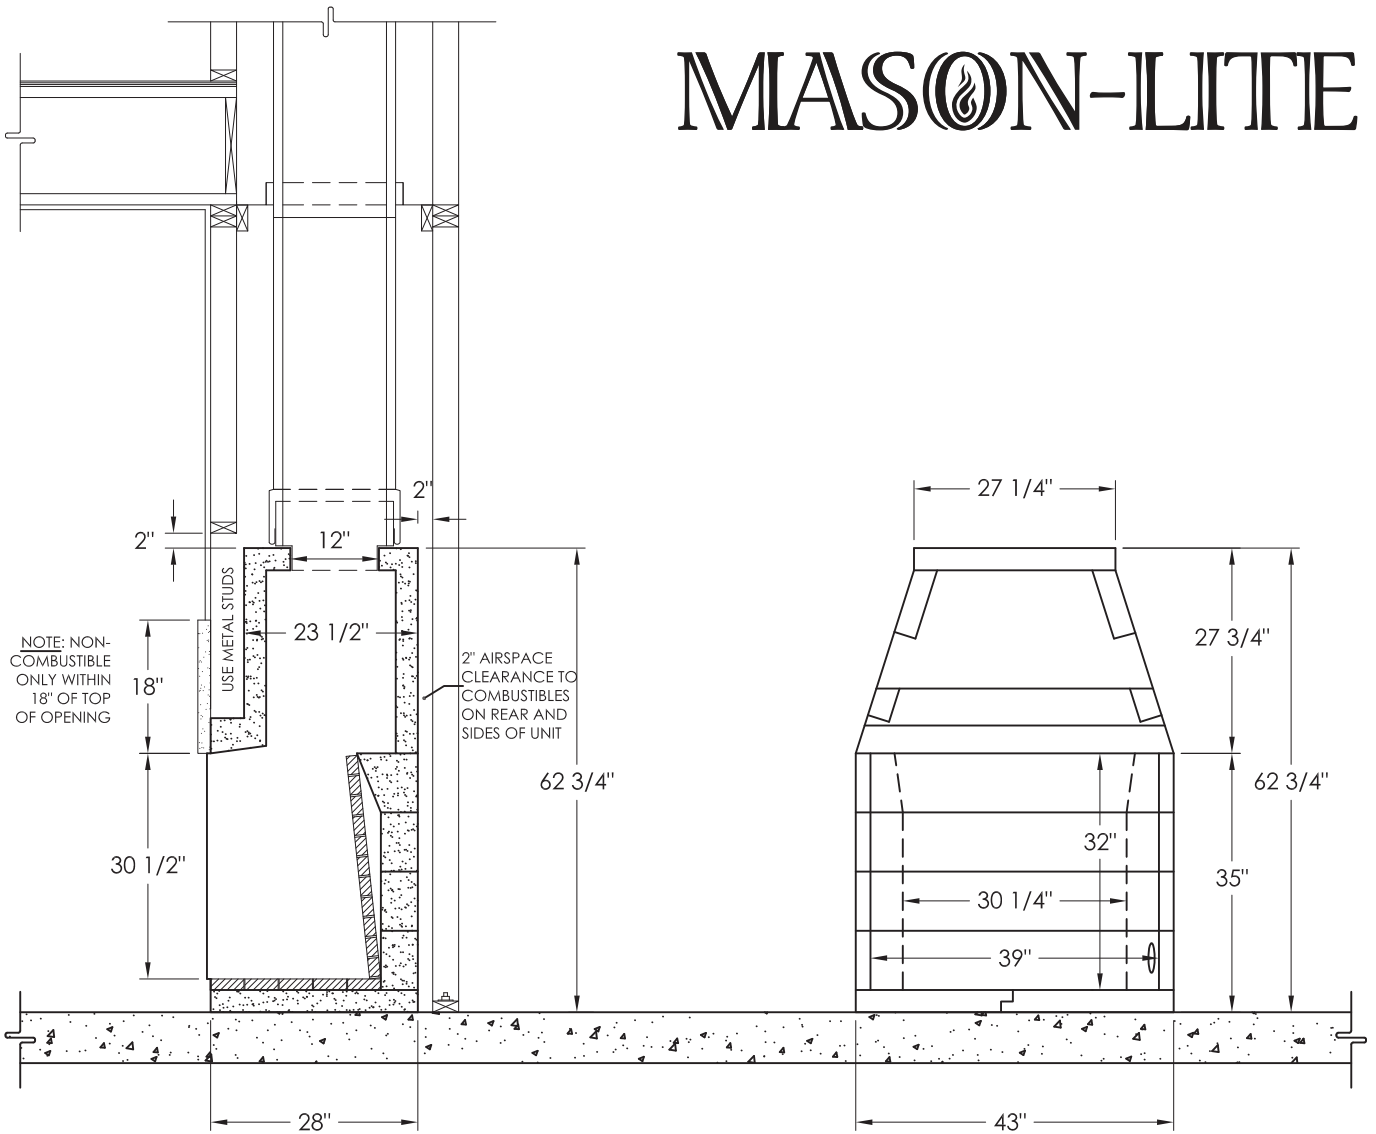 MASON-LITE
2"
27 1/4"
2"
12"
USE METAL STUDS
23 1/2"
27 3/4"
NOTE: NON-
COMBUSTIBLE
ONLY WITHIN
18" OF TOP
OF OPENING
18"
2" AIRSPACE
CLEARANCE TO
COMBUSTIBLES
ON REAR AND
SIDES OF UNIT
62 3/4"
62 3/4"
30 1/2"
32"
35"
30 1/4"
39"
28"
43"